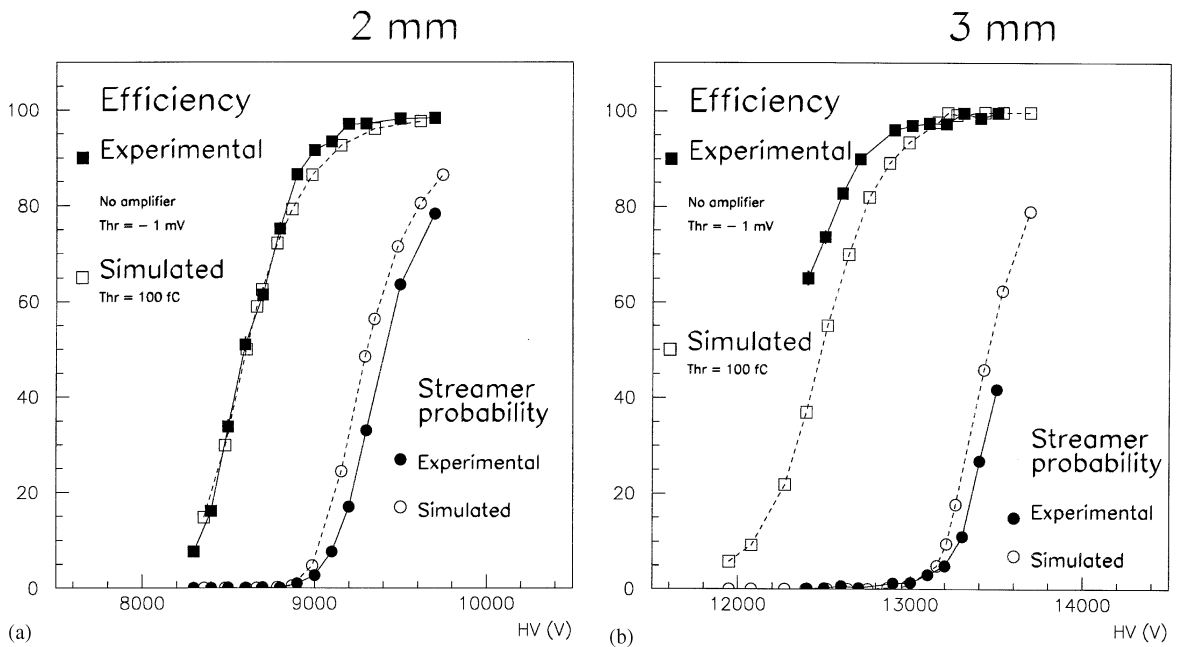 2 mm
Efficiency
Experimental
No amplifier
Thr = - 1 mV
Simulated
Thr = 100 fC
Streamer
probability
Experimental
Simulated
100
80
60
40
20
0
8000
9000
10000
HV (V)
(a)
3 mm
Efficiency
Experimental
No amplifier
Thr = - 1 mV
Simulated
Thr = 100 fC
Streamer
probability
Experimental
Simulated
100
80
60
40
20
0
12000
13000
14000
HV (V)
(b)